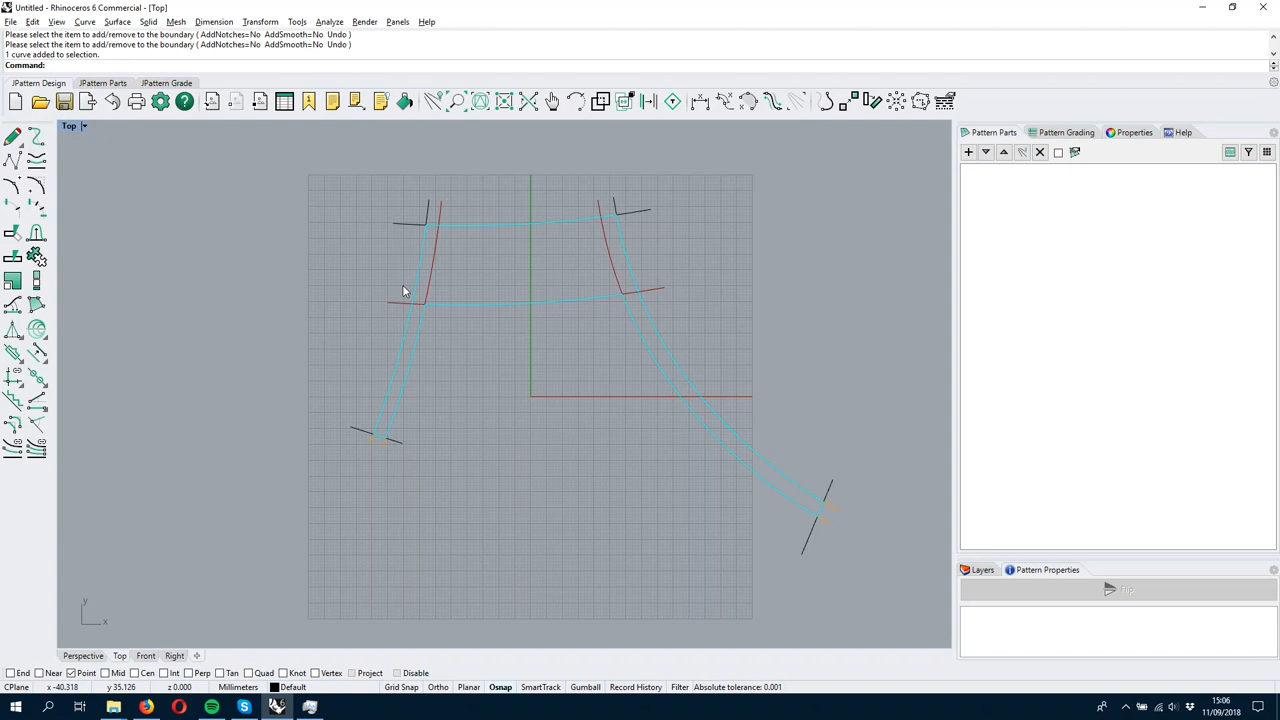 Untitled - Rhinoceros 6 Commercial - [Top]
File Edit View Curve Surface Solid Mesh Dimension Transform Tools Analyze Render Panels Help
Please select the item to add/remove to the boundary ( AddNotches=No AddSmooth=No Undo )
Please select the item to add/remove to the boundary ( AddNotches=No AddSmooth=No Undo )
1 curve added to selection.
Command:
JPattern Design JPattern Parts JPattern Grade
Top
Pattern Parts Pattern Grading Properties Help
Layers Pattern Properties
Flip
y
x
Perspective Top Front Right
End Near Point Mid Cen Int Perp Tan Quad Knot Vertex Project Disable
CPlane x -40.318 y 35.126 z 0.000 Millimeters Default Grid Snap Ortho Planar Osnap SmartTrack Gumball Record History Filter Absolute tolerance: 0.001
15:06
11/09/2018